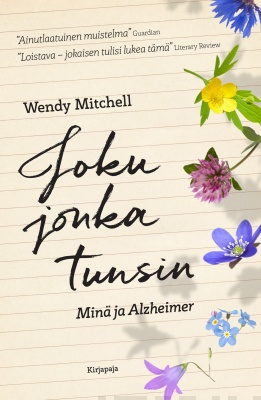 "Ainutlaatuinen muistelma" Guardian
"Loistava – jokaisen tulisi lukea tämä" Literary Review
Wendy Mitchell
Joku
jonka
tunsin
Minä ja Alzheimer
Kirjapaja